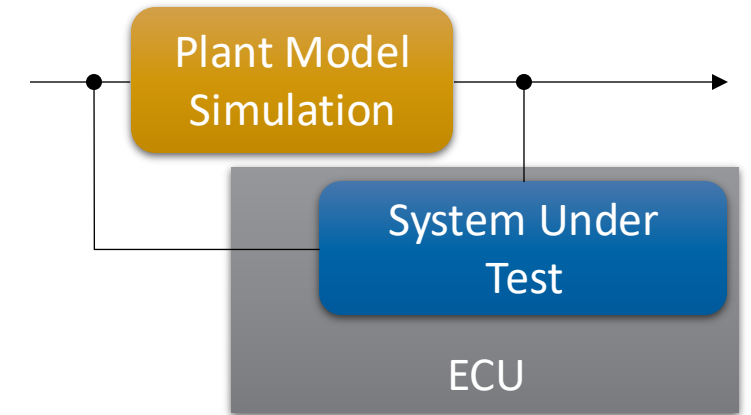 Plant Model
Simulation
System Under
Test
ECU